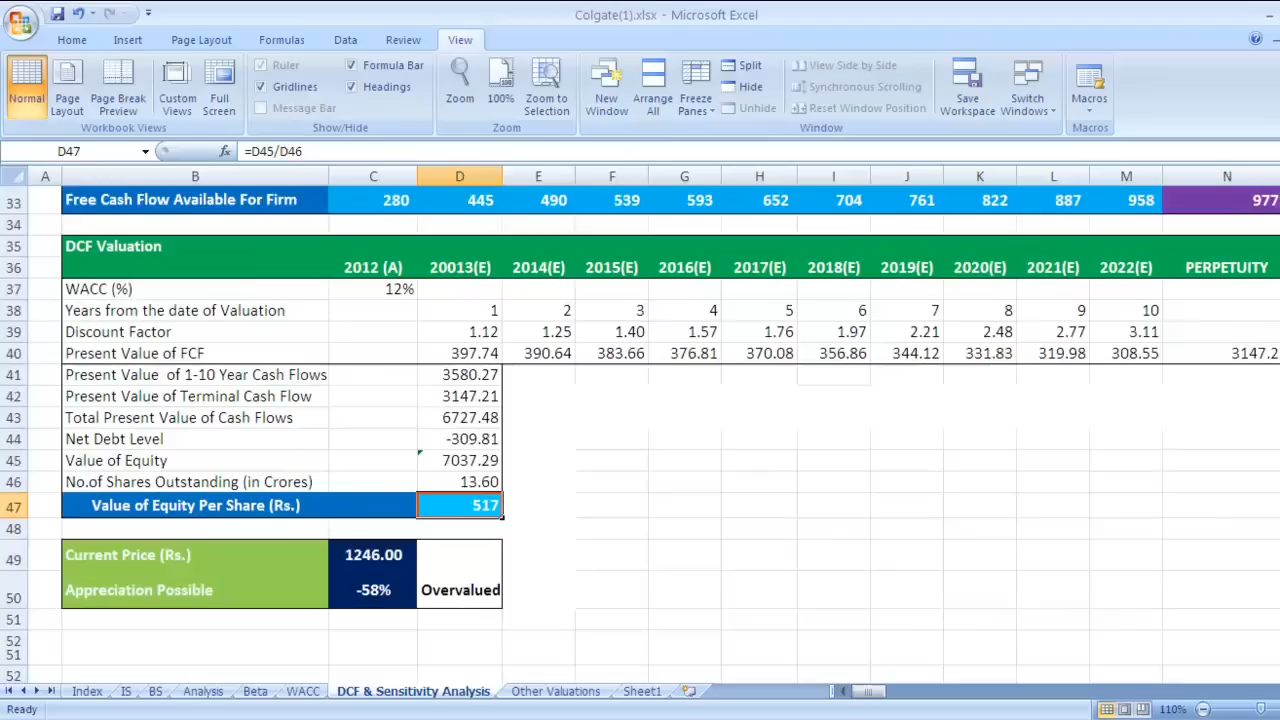 Colgate(1).xlsx - Microsoft Excel
Home Insert Page Layout Formulas Data Review View
Normal Page Layout Page Break Preview Custom Views Full Screen
Workbook Views
Ruler Formula Bar
Gridlines Headings
Message Bar
Show/Hide
Zoom 100% Zoom to Selection
Zoom
New Window Arrange All Freeze Panes
Split View Side by Side
Hide Synchronous Scrolling
Unhide Reset Window Position
Window
Save Workspace Switch Windows
Macros
Macros
D47 fx =D45/D46
A B C D E F G H I J K L M N
33 Free Cash Flow Available For Firm 280 445 490 539 593 652 704 761 822 887 958 977
34
35 DCF Valuation
36 2012 (A) 20013(E) 2014(E) 2015(E) 2016(E) 2017(E) 2018(E) 2019(E) 2020(E) 2021(E) 2022(E) PERPETUITY
37 WACC (%) 12%
38 Years from the date of Valuation 1 2 3 4 5 6 7 8 9 10
39 Discount Factor 1.12 1.25 1.40 1.57 1.76 1.97 2.21 2.48 2.77 3.11
40 Present Value of FCF 397.74 390.64 383.66 376.81 370.08 356.86 344.12 331.83 319.98 308.55 3147.2
41 Present Value of 1-10 Year Cash Flows 3580.27
42 Present Value of Terminal Cash Flow 3147.21
43 Total Present Value of Cash Flows 6727.48
44 Net Debt Level -309.81
45 Value of Equity 7037.29
46 No.of Shares Outstanding (in Crores) 13.60
47 Value of Equity Per Share (Rs.) 517
48
49 Current Price (Rs.) 1246.00
50 Appreciation Possible -58% Overvalued
51
52
51
52
Index IS BS Analysis Beta WACC DCF & Sensitivity Analysis Other Valuations Sheet1
Ready 110%